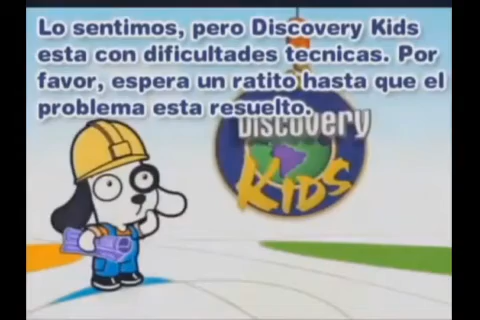 Lo sentimos, pero Discovery Kids
esta con dificultades tecnicas. Por
favor, espera un ratito hasta que el
problema esta resuelto.
DISCOVERY
KIDS